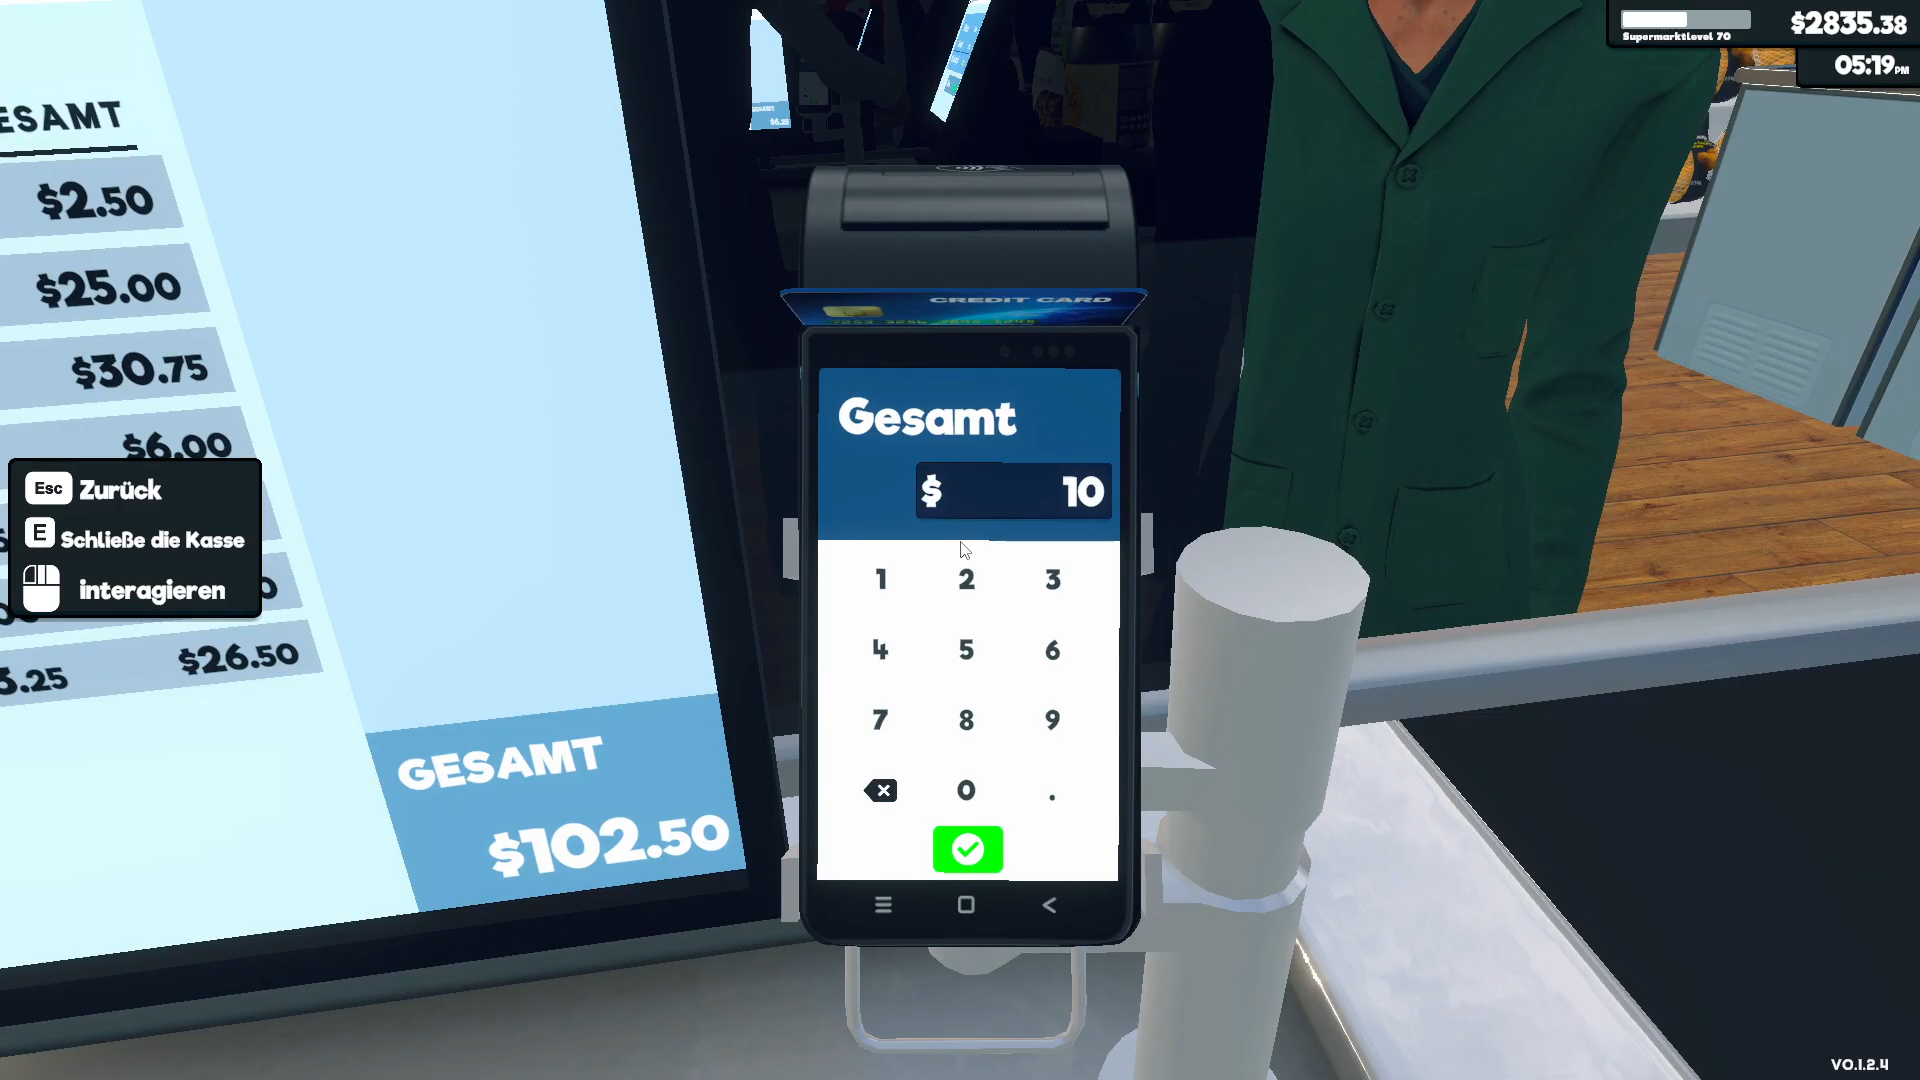 $2835.38
Supermarktlevel 70
05:19PM
ESAMT
$2.50
$25.00
$30.75
$6.00
Esc Zurück
E Schließe die Kasse
interagieren
3.25 $26.50
GESAMT
$102.50
CREDIT CARD
Gesamt
$ 10
1 2 3
4 5 6
7 8 9
0 .
V0.1.2.4